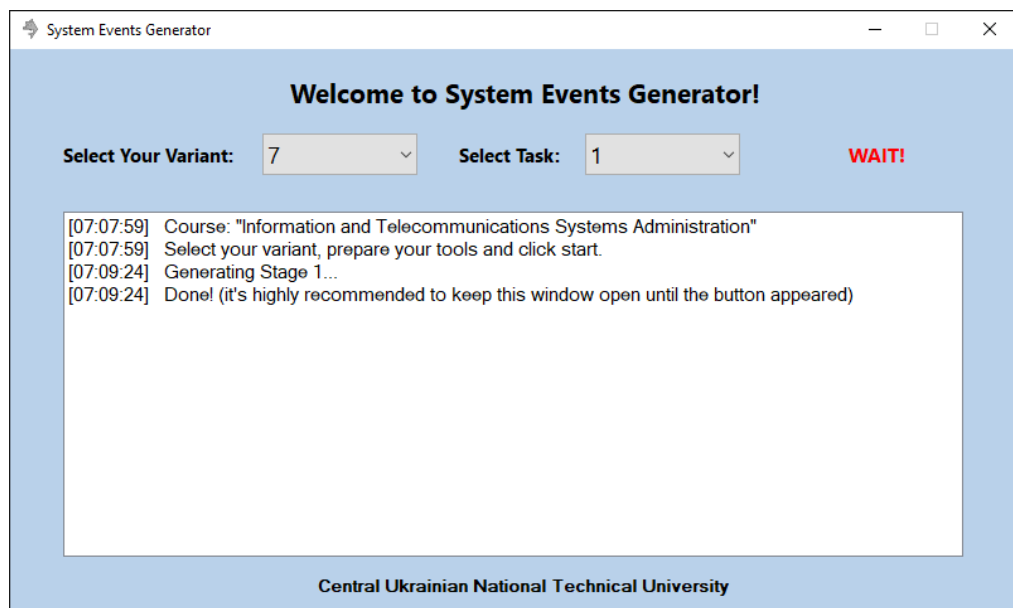 System Events Generator
Welcome to System Events Generator!
Select Your Variant: 7 Select Task: 1 WAIT!
[07:07:59] Course: "Information and Telecommunications Systems Administration"
[07:07:59] Select your variant, prepare your tools and click start.
[07:09:24] Generating Stage 1...
[07:09:24] Done! (it's highly recommended to keep this window open until the button appeared)
Central Ukrainian National Technical University